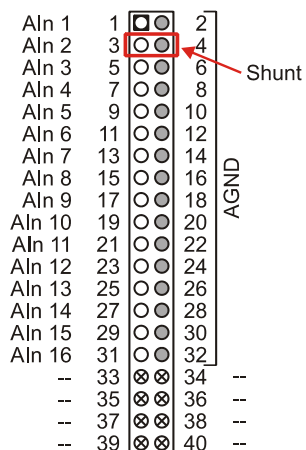 AIn 1 1 2
AIn 2 3 4
AIn 3 5 6 Shunt
AIn 4 7 8
AIn 5 9 10
AIn 6 11 12
AIn 7 13 14
AIn 8 15 16
AIn 9 17 18
AIn 10 19 20
AIn 11 21 22
AIn 12 23 24
AIn 13 25 26
AIn 14 27 28
AIn 15 29 30
AIn 16 31 32
AGND
-- 33 34 --
-- 35 36 --
-- 37 38 --
-- 39 40 --